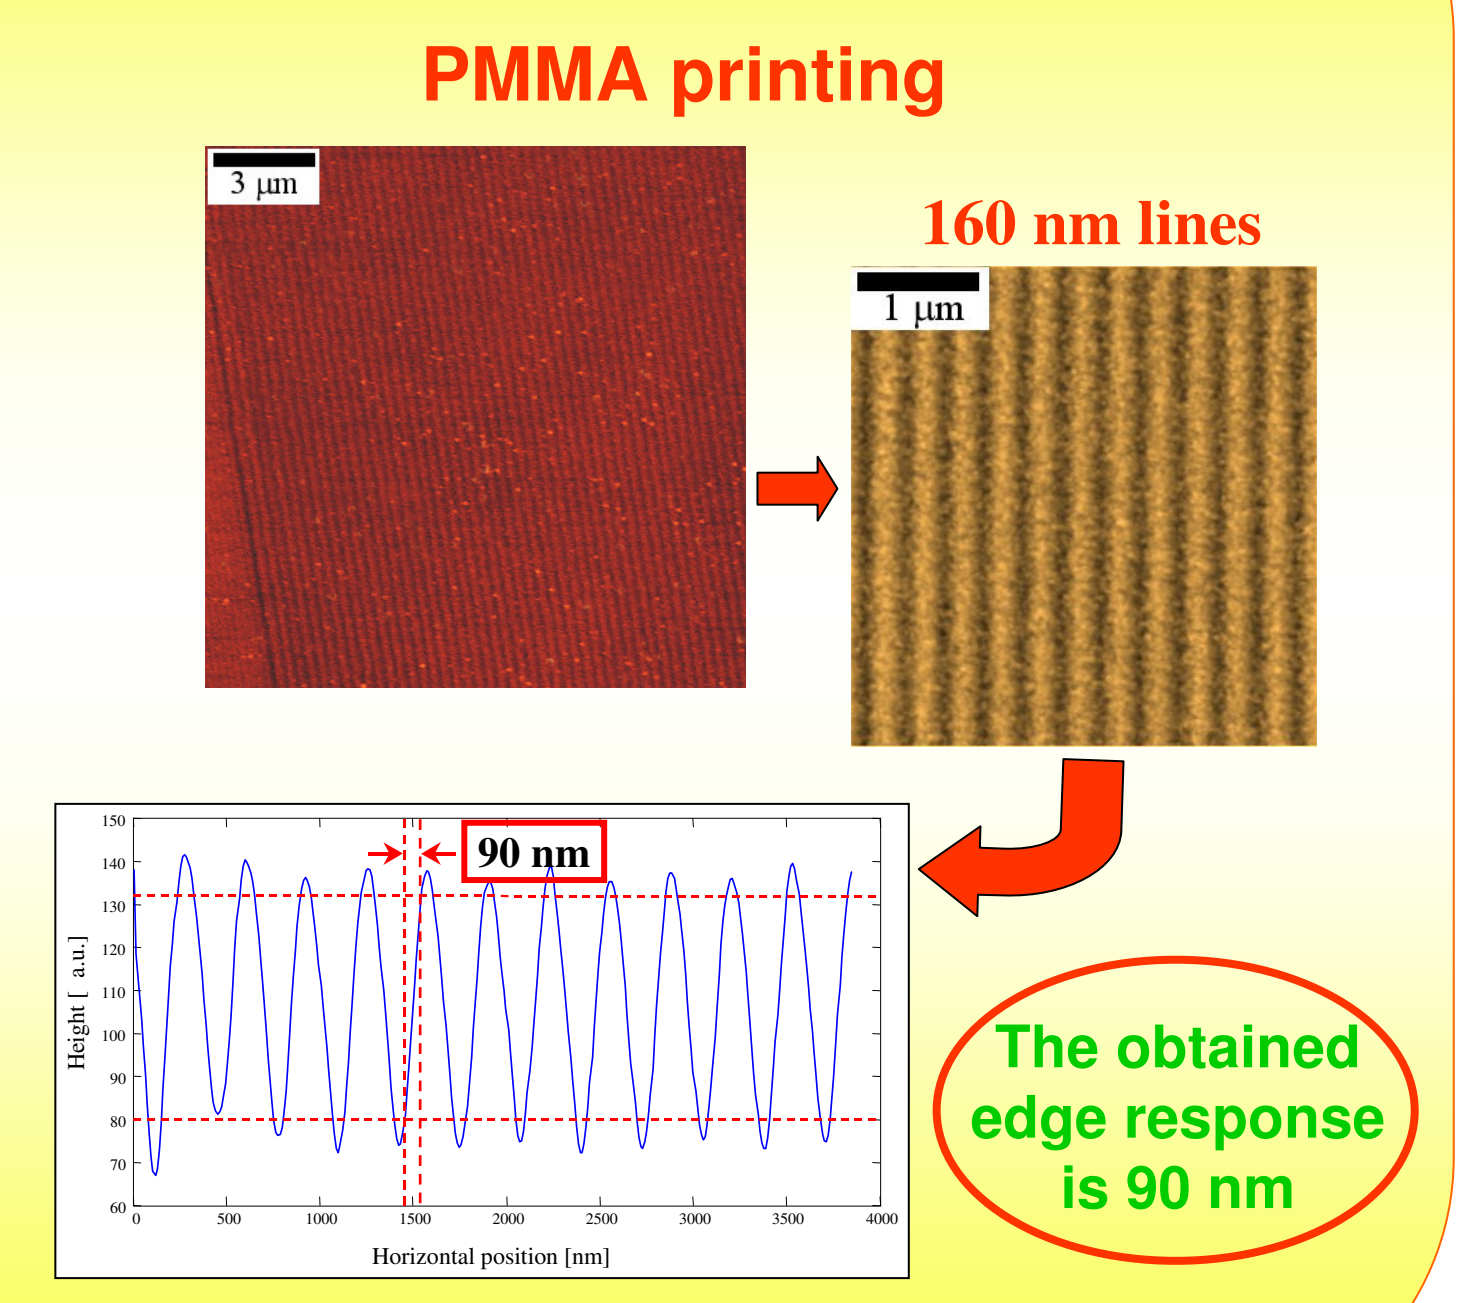 PMMA printing
3 μm
160 nm lines
1 μm
150
140
130
120
110
100
90
80
70
60
90 nm
Height [ a.u.]
0 500 1000 1500 2000 2500 3000 3500 4000
Horizontal position [nm]
The obtained
edge response
is 90 nm